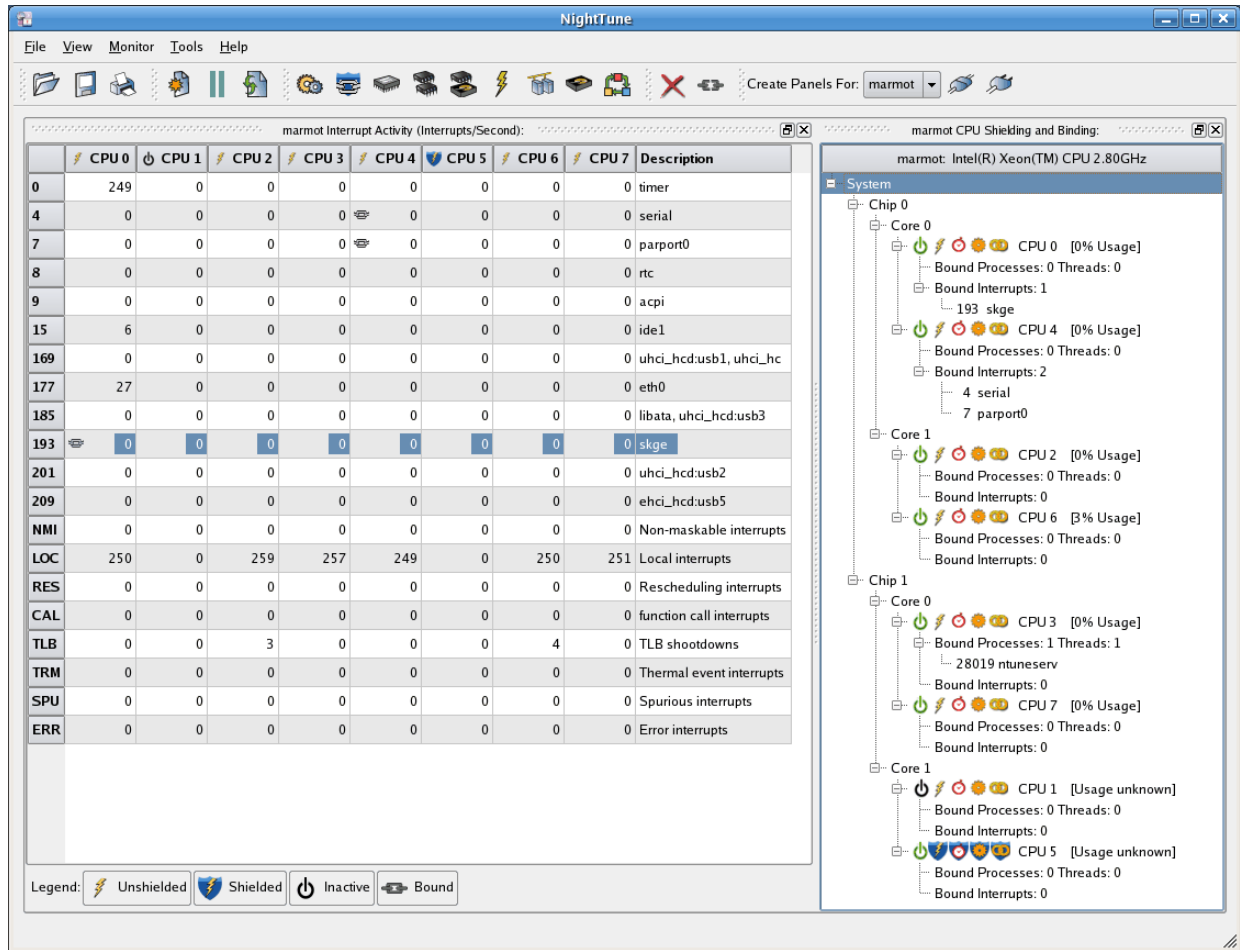 NightTune
File View Monitor Tools Help
Create Panels For: marmot
marmot Interrupt Activity (Interrupts/Second):
CPU 0 CPU 1 CPU 2 CPU 3 CPU 4 CPU 5 CPU 6 CPU 7 Description
0 249 0 0 0 0 0 0 0 timer
4 0 0 0 0 0 0 0 0 serial
7 0 0 0 0 0 0 0 0 parport0
8 0 0 0 0 0 0 0 0 rtc
9 0 0 0 0 0 0 0 0 acpi
15 6 0 0 0 0 0 0 0 ide1
169 0 0 0 0 0 0 0 0 uhci_hcd:usb1, uhci_hc
177 27 0 0 0 0 0 0 0 eth0
185 0 0 0 0 0 0 0 0 libata, uhci_hcd:usb3
193 0 0 0 0 0 0 0 0 skge
201 0 0 0 0 0 0 0 0 uhci_hcd:usb2
209 0 0 0 0 0 0 0 0 ehci_hcd:usb5
NMI 0 0 0 0 0 0 0 0 Non-maskable interrupts
LOC 250 0 259 257 249 0 250 251 Local interrupts
RES 0 0 0 0 0 0 0 0 Rescheduling interrupts
CAL 0 0 0 0 0 0 0 0 function call interrupts
TLB 0 0 3 0 0 0 4 0 TLB shootdowns
TRM 0 0 0 0 0 0 0 0 Thermal event interrupts
SPU 0 0 0 0 0 0 0 0 Spurious interrupts
ERR 0 0 0 0 0 0 0 0 Error interrupts
Legend: Unshielded Shielded Inactive Bound
marmot CPU Shielding and Binding:
marmot: Intel(R) Xeon(TM) CPU 2.80GHz
System
Chip 0
Core 0
CPU 0 [0% Usage]
Bound Processes: 0 Threads: 0
Bound Interrupts: 1
193 skge
CPU 4 [0% Usage]
Bound Processes: 0 Threads: 0
Bound Interrupts: 2
4 serial
7 parport0
Core 1
CPU 2 [0% Usage]
Bound Processes: 0 Threads: 0
Bound Interrupts: 0
CPU 6 [3% Usage]
Bound Processes: 0 Threads: 0
Bound Interrupts: 0
Chip 1
Core 0
CPU 3 [0% Usage]
Bound Processes: 1 Threads: 1
28019 ntuneserv
Bound Interrupts: 0
CPU 7 [0% Usage]
Bound Processes: 0 Threads: 0
Bound Interrupts: 0
Core 1
CPU 1 [Usage unknown]
Bound Processes: 0 Threads: 0
Bound Interrupts: 0
CPU 5 [Usage unknown]
Bound Processes: 0 Threads: 0
Bound Interrupts: 0